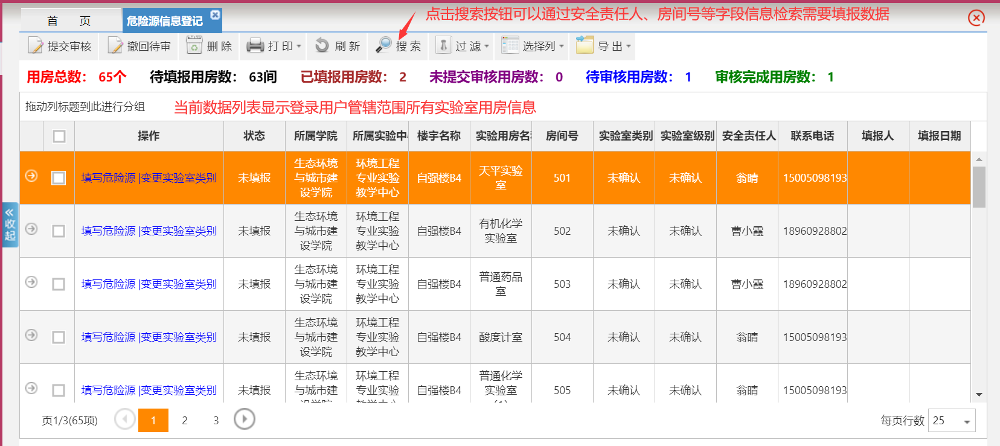 点击搜索按钮可以通过安全责任人、房间号等字段信息检索需要填报数据
首 页
危险源信息登记
提交审核 撤回待审 删 除 打 印 刷 新 搜 索 过 滤 选择列 导 出
用房总数： 65个 待填报用房数： 63间 已填报用房数： 2 未提交审核用房数： 0 待审核用房数： 1 审核完成用房数： 1
拖动列标题到此进行分组
当前数据列表显示登录用户管辖范围所有实验室用房信息
操作 状态 所属学院 所属实验中 楼宇名称 实验用房名 房间号 实验室类别 实验室级别 安全责任人 联系电话 填报人 填报日期
填写危险源 |变更实验室类别 未填报 生态环境与城市建设学院 环境工程专业实验教学中心 自强楼B4 天平实验室 501 未确认 未确认 翁晴 15005098193
填写危险源 |变更实验室类别 未填报 生态环境与城市建设学院 环境工程专业实验教学中心 自强楼B4 有机化学实验室 502 未确认 未确认 曹小霞 18960928802
填写危险源 |变更实验室类别 未填报 生态环境与城市建设学院 环境工程专业实验教学中心 自强楼B4 普通药品室 503 未确认 未确认 曹小霞 18960928802
填写危险源 |变更实验室类别 未填报 生态环境与城市建设学院 环境工程专业实验教学中心 自强楼B4 酸度计室 504 未确认 未确认 翁晴 15005098193
填写危险源 |变更实验室类别 未填报 生态环境与城市建 环境工程专业实验 自强楼B4 普通化学实验室 505 未确认 未确认 翁晴 15005098193
收起
页1/3(65项) 1 2 3 每页行数 25